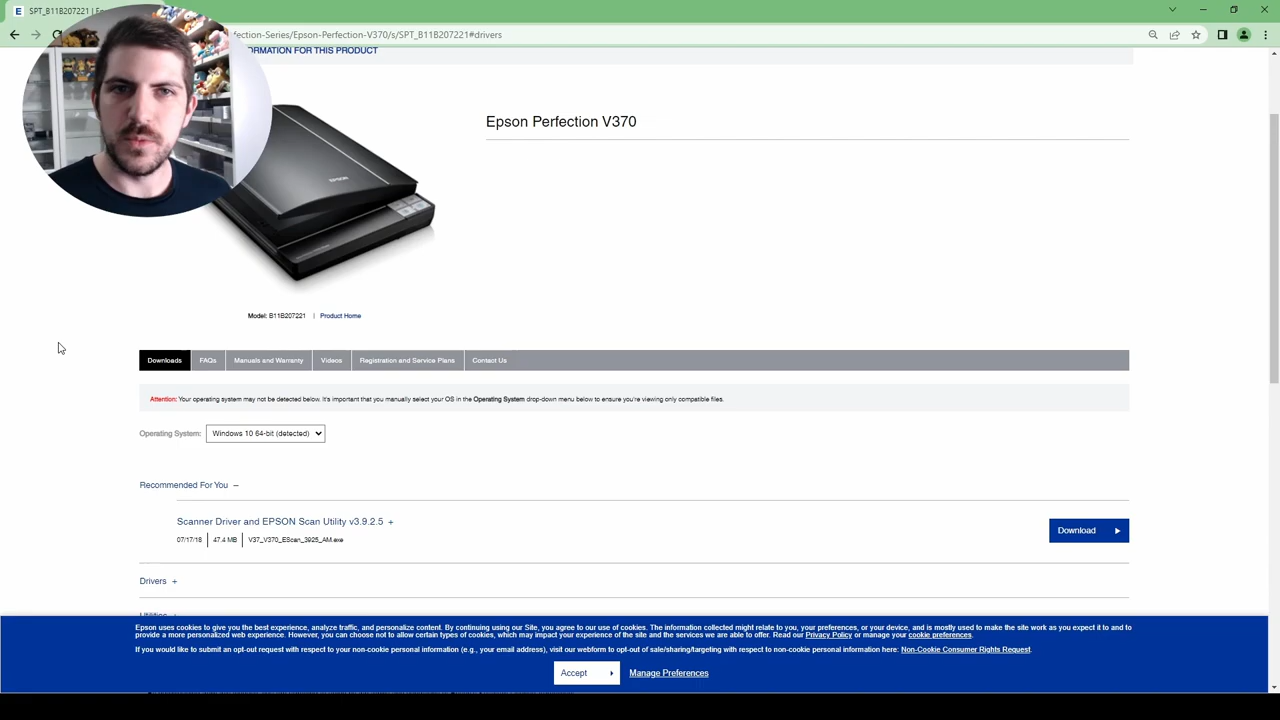 SPT_B11B207221 | E
fection-Series/Epson-Perfection-V370/s/SPT_B11B207221#drivers
ORMATION FOR THIS PRODUCT
Epson Perfection V370
EPSON
Model: B11B207221 | Product Home
Downloads FAQs Manuals and Warranty Videos Registration and Service Plans Contact Us
Attention: Your operating system may not be detected below. It's important that you manually select your OS in the Operating System drop-down menu below to ensure you're viewing only compatible files.
Operating System: Windows 10 64-bit (detected)
Recommended For You –
Scanner Driver and EPSON Scan Utility v3.9.2.5 +
07/17/18 | 47.4 MB | V37_V370_EScan_3925_AM.exe
Download
Drivers +
Utilities +
Epson uses cookies to give you the best experience, analyze traffic, and personalize content. By continuing using our Site, you agree to our use of cookies. The information collected might relate to you, your preferences, or your device, and is mostly used to make the site work as you expect it to and to
provide a more personalized web experience. However, you can choose not to allow certain types of cookies, which may impact your experience of the site and the services we are able to offer. Read our Privacy Policy or manage your cookie preferences.
If you would like to submit an opt-out request with respect to your non-cookie personal information (e.g., your email address), visit our webform to opt-out of sale/sharing/targeting with respect to non-cookie personal information here: Non-Cookie Consumer Rights Request.
Accept Manage Preferences